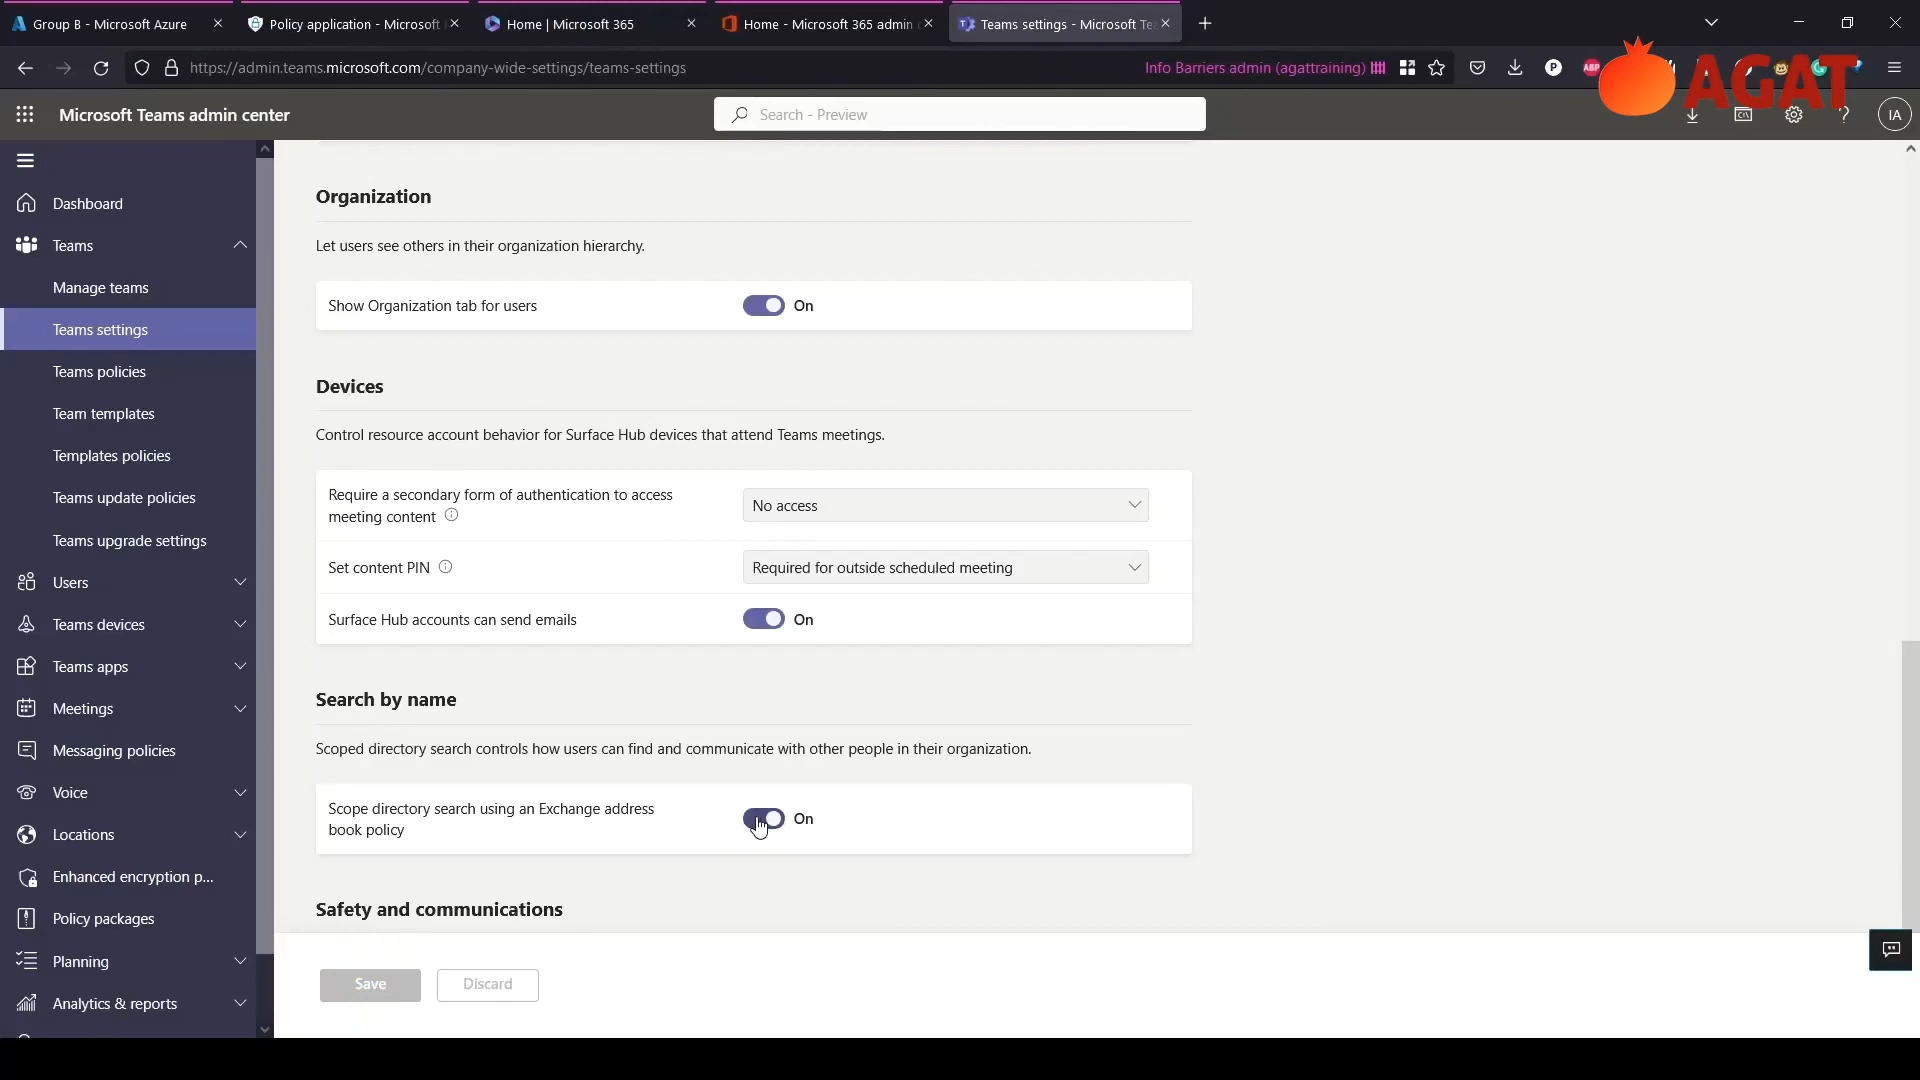 Group B - Microsoft Azure
Policy application - Microsoft
Home | Microsoft 365
Home - Microsoft 365 admin c
Teams settings - Microsoft Te
https://admin.teams.microsoft.com/company-wide-settings/teams-settings
Info Barriers admin (agattraining)
P
ABP
AGAT
Microsoft Teams admin center
Search - Preview
?
IA
Dashboard
Teams
Manage teams
Teams settings
Teams policies
Team templates
Templates policies
Teams update policies
Teams upgrade settings
Users
Teams devices
Teams apps
Meetings
Messaging policies
Voice
Locations
Enhanced encryption p...
Policy packages
Planning
Analytics & reports
Organization
Let users see others in their organization hierarchy.
Show Organization tab for users
On
Devices
Control resource account behavior for Surface Hub devices that attend Teams meetings.
Require a secondary form of authentication to access
meeting content
No access
Set content PIN
Required for outside scheduled meeting
Surface Hub accounts can send emails
On
Search by name
Scoped directory search controls how users can find and communicate with other people in their organization.
Scope directory search using an Exchange address
book policy
On
Safety and communications
Save
Discard